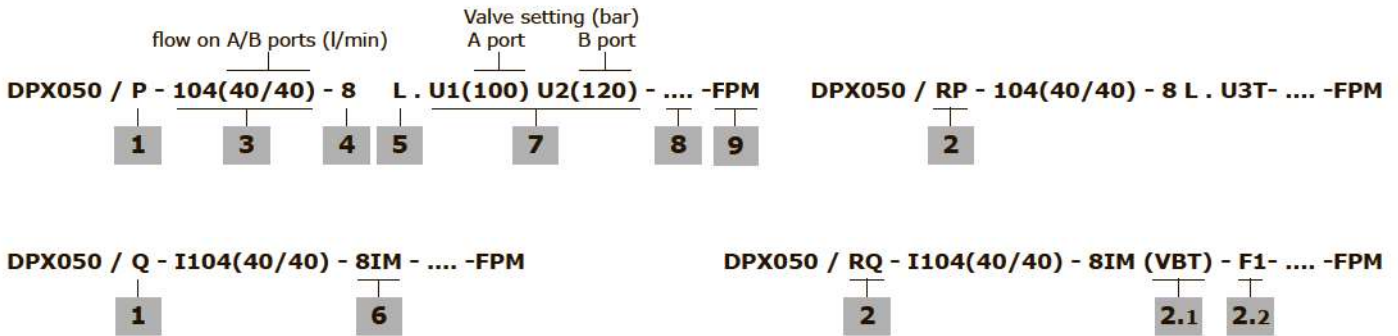 Valve setting (bar)
flow on A/B ports (l/min) A port B port
DPX050 / P - 104(40/40) - 8 L . U1(100) U2(120) - .... -FPM DPX050 / RP - 104(40/40) - 8 L . U3T- .... -FPM
1 3 4 5 7 8 9 2
DPX050 / Q - I104(40/40) - 8IM - .... -FPM DPX050 / RQ - I104(40/40) - 8IM (VBT) - F1- .... -FPM
1 6 2 2.1 2.2